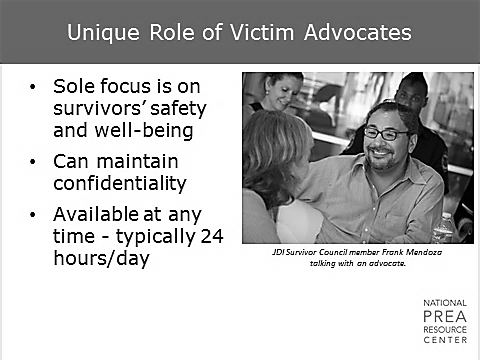 Unique Role of Victim Advocates
• Sole focus is on
survivors’ safety
and well-being
• Can maintain
confidentiality
• Available at any
time - typically 24
hours/day
JDI Survivor Council member Frank Mendoza
talking with an advocate.
NATIONAL
PREA
RESOURCE
CENTER